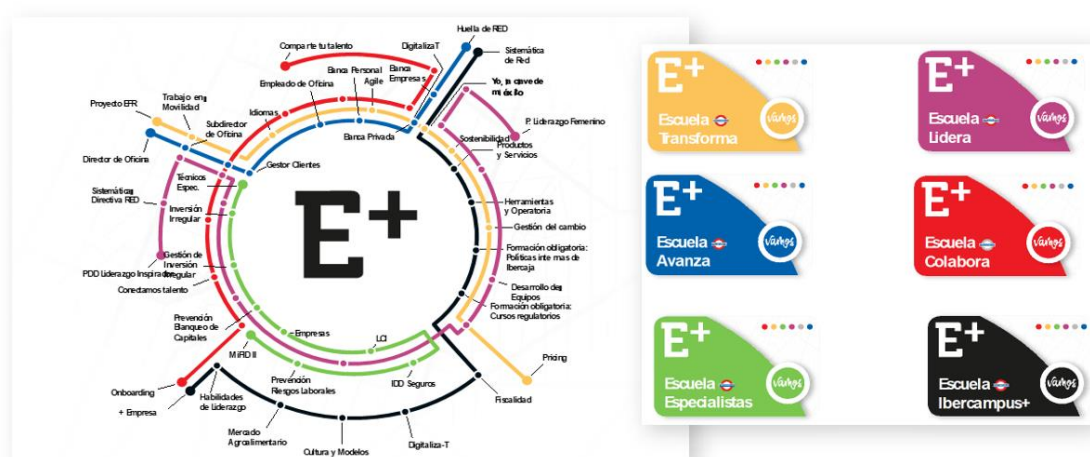 Huella de RED
Comparte tu talento
DigitalizaT
Sistemática
de Red
Banca Personal
Agile
Banca
Empresas
Empleado de Oficina
Trabajo en
Movilidad
Proyecto EFR
Idiomas
Subdirector
de Oficina
Banca Privada
P. Liderazgo Femenino
Sostenibilidad
Productos
y Servicios
Director de Oficina
Gestor Clientes
Técnicos
Espec.
Sistemática
Directiva RED
Inversión
Irregular
E+
Herramientas
y Operatoria
Gestión del cambio
Formación obligatoria:
Políticas internas de
Ibercaja
Gestión de
Inversión
Irregular
PDD Liderazgo Inspirador
Conectamos talento
Desarrollo de
Equipos
Formación obligatoria:
Cursos regulatorios
Prevención
Blanqueo de
Capitales
Empresas
LCI
MiFID II
Pricing
Onboarding
+ Empresa
Habilidades
de Liderazgo
Prevención
Riesgos Laborales
IDD Seguros
Fiscalidad
Mercado
Agroalimentario
Cultura y Modelos
Digitaliza-T
E+
Escuela
Transforma
vamos
E+
Escuela
Lidera
vamos
E+
Escuela
Avanza
vamos
E+
Escuela
Colabora
vamos
E+
Escuela
Especialistas
vamos
E+
Escuela
Ibercampus+
vamos